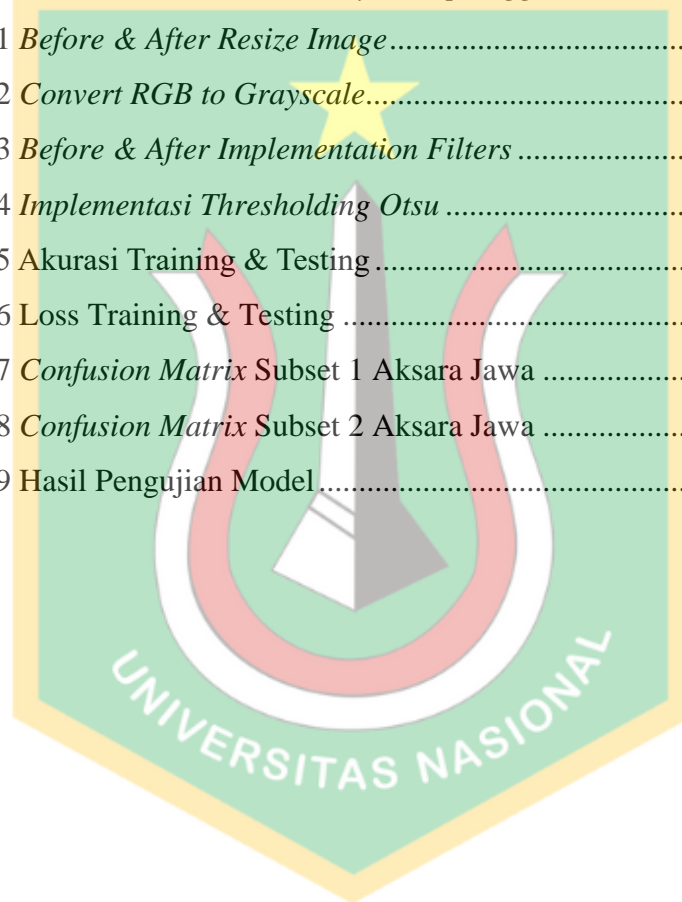 1 Before & After Resize Image........................................
2 Convert RGB to Grayscale...........................................
3 Before & After Implementation Filters ......................
4 Implementasi Thresholding Otsu ................................
5 Akurasi Training & Testing.........................................
6 Loss Training & Testing .............................................
7 Confusion Matrix Subset 1 Aksara Jawa ..................
8 Confusion Matrix Subset 2 Aksara Jawa ..................
9 Hasil Pengujian Model................................................
UNIVERSITAS NASIONAL